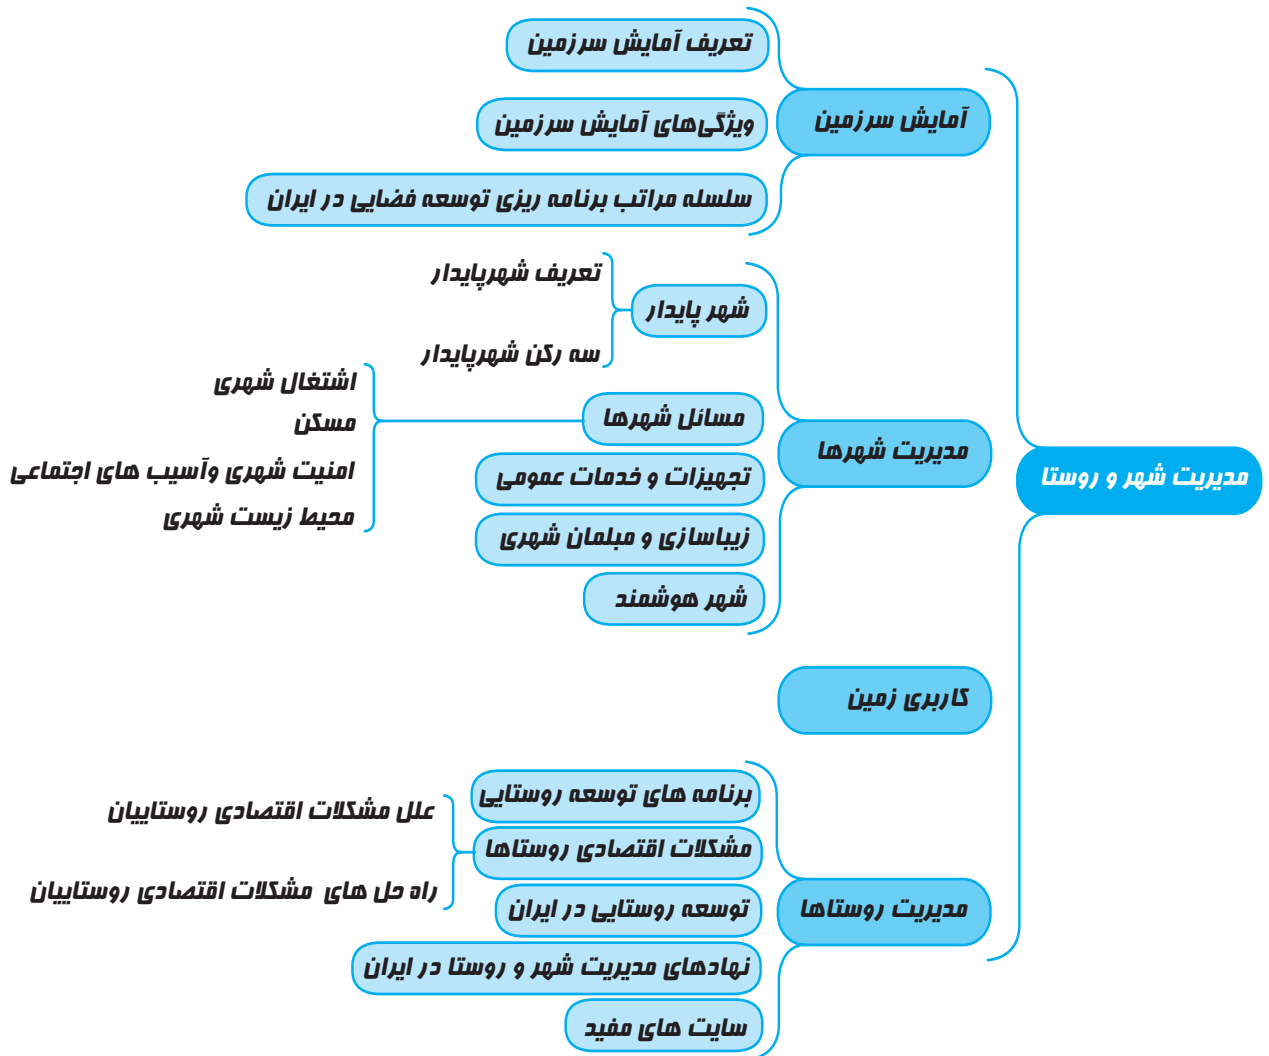 مدیریت شهر و روستا
آمایش سرزمین
تعریف آمایش سرزمین
ویژگی‌های آمایش سرزمین
سلسله مراتب برنامه ریزی توسعه فضایی در ایران
مدیریت شهرها
شهر پایدار
تعریف شهرپایدار
سه رکن شهرپایدار
مسائل شهرها
اشتغال شهری
مسکن
امنیت شهری وآسیب های اجتماعی
محیط زیست شهری
تجهیزات و خدمات عمومی
زیباسازی و مبلمان شهری
شهر هوشمند
کاربری زمین
مدیریت روستاها
برنامه های توسعه روستایی
مشکلات اقتصادی روستاها
علل مشکلات اقتصادی روستاییان
راه حل های مشکلات اقتصادی روستاییان
توسعه روستایی در ایران
نهادهای مدیریت شهر و روستا در ایران
سایت های مفید